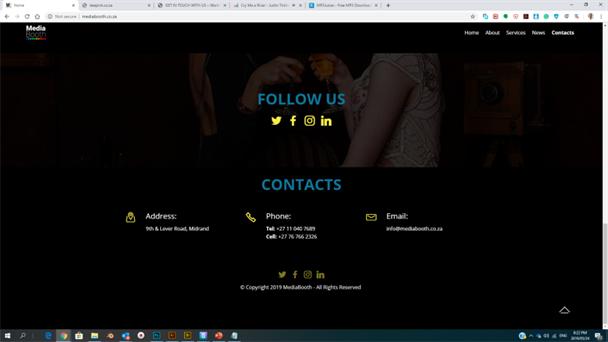 Home
deeptek.co.za
GET IN TOUCH WITH US – Mari
Cry Me a River - Justin Timb
MP3Juices - Free MP3 Downloa
Not secure | mediabooth.co.za
Media
Booth
Home About Services News Contacts
FOLLOW US
CONTACTS
Address:
9th & Lever Road, Midrand
Phone:
Tel: +27 11 040 7689
Cell: +27 76 766 2326
Email:
info@mediabooth.co.za
© Copyright 2019 MediaBooth - All Rights Reserved
ENG
8:22 PM
2019/05/24